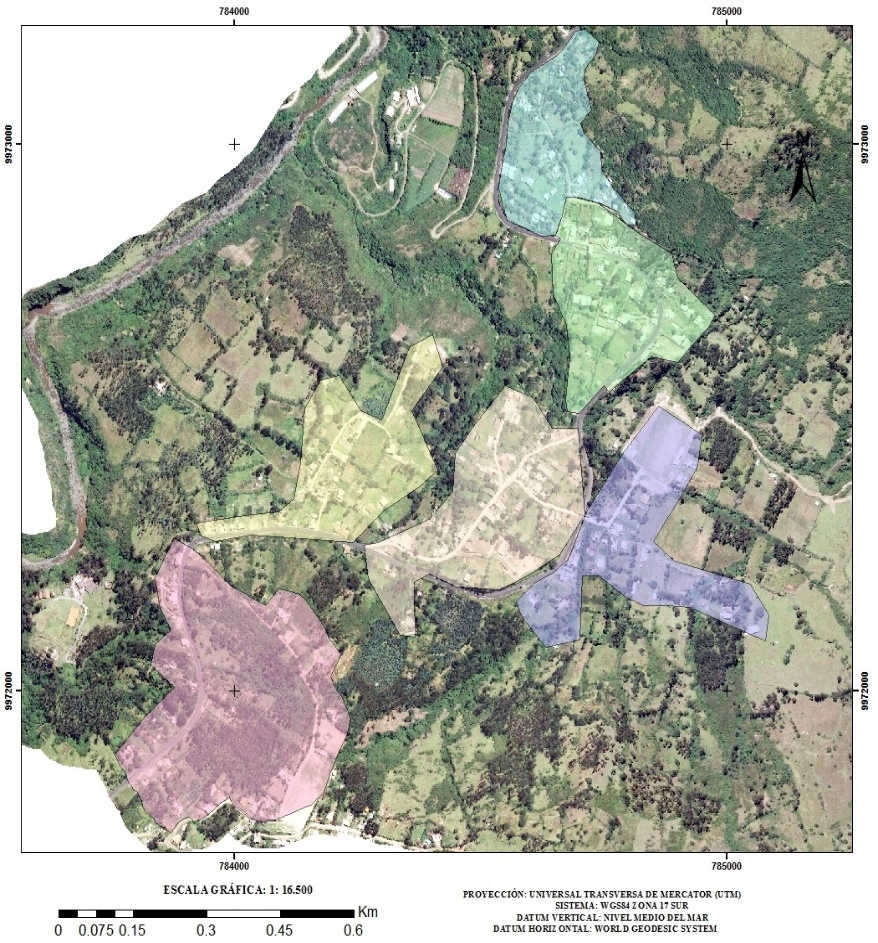 784000
785000
9973000
9973000
N
9972000
9972000
784000
785000
ESCALA GRÁFICA: 1: 16.500
Km
0 0.075 0.15 0.3 0.45 0.6
PROYECCIÓN: UNIVERSAL TRANSVERSA DE MERCATOR (UTM)
SISTEMA: WGS84 ZONA 17 SUR
DATUM VERTICAL: NIVEL MEDIO DEL MAR
DATUM HORIZONTAL: WORLD GEODESIC SYSTEM